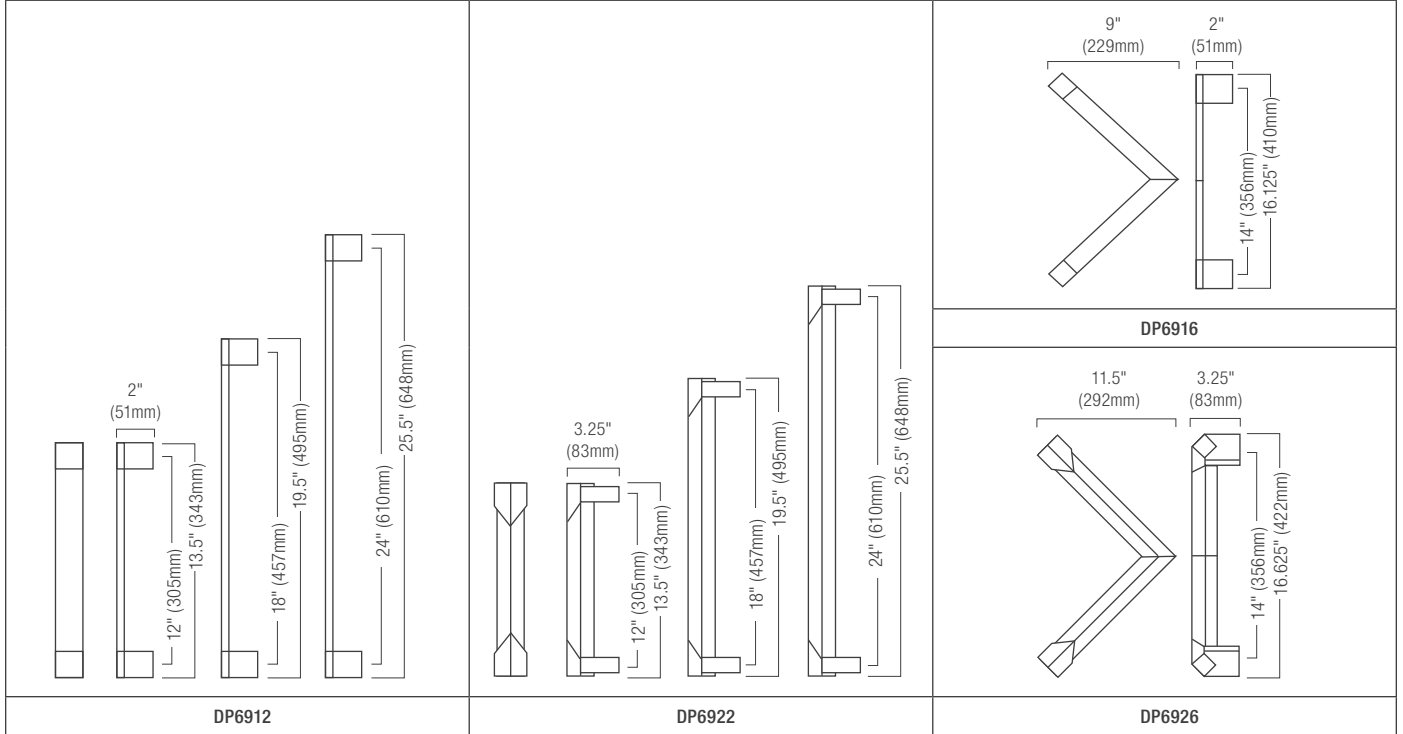 2"
(51mm)
12" (305mm)
13.5" (343mm)
18" (457mm)
19.5" (495mm)
24" (610mm)
25.5" (648mm)
DP6912
3.25"
(83mm)
12" (305mm)
13.5" (343mm)
18" (457mm)
19.5" (495mm)
24" (610mm)
25.5" (648mm)
DP6922
9"
(229mm)
2"
(51mm)
14" (356mm)
16.125" (410mm)
DP6916
11.5"
(292mm)
3.25"
(83mm)
14" (356mm)
16.625" (422mm)
DP6926